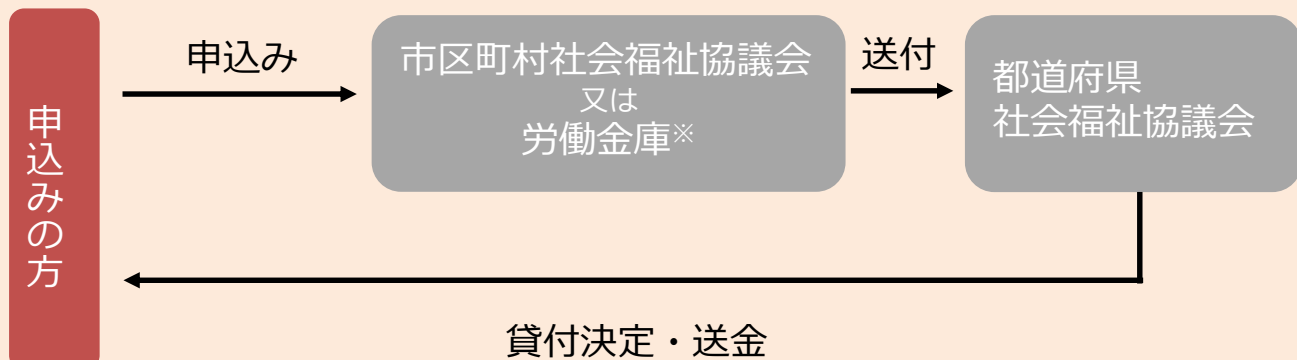 申込みの方
申込み
市区町村社会福祉協議会
又は
労働金庫※
送付
都道府県
社会福祉協議会
貸付決定・送金